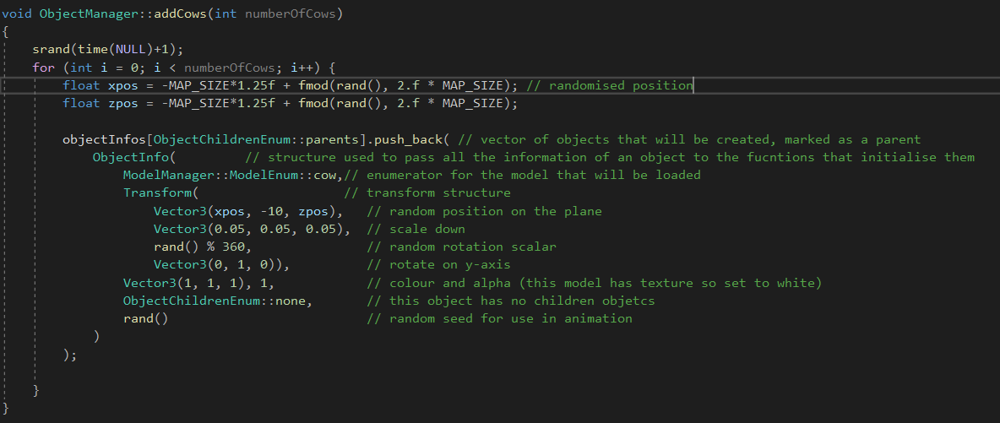 void ObjectManager::addCows(int numberOfCows)
{
    srand(time(NULL)+1);
    for (int i = 0; i < numberOfCows; i++) {
        float xpos = -MAP_SIZE*1.25f + fmod(rand(), 2.f * MAP_SIZE); // randomised position
        float zpos = -MAP_SIZE*1.25f + fmod(rand(), 2.f * MAP_SIZE);

        objectInfos[ObjectChildrenEnum::parents].push_back( // vector of objects that will be created, marked as a parent
            ObjectInfo(         // structure used to pass all the information of an object to the fucntions that initialise them
                ModelManager::ModelEnum::cow,// enumerator for the model that will be loaded
                Transform(                   // transform structure
                    Vector3(xpos, -10, zpos),   // random position on the plane
                    Vector3(0.05, 0.05, 0.05),  // scale down
                    rand() % 360,               // random rotation scalar
                    Vector3(0, 1, 0)),          // rotate on y-axis
                Vector3(1, 1, 1), 1,            // colour and alpha (this model has texture so set to white)
                ObjectChildrenEnum::none,       // this object has no children objetcs
                rand()                          // random seed for use in animation
            )
        );

    }
}